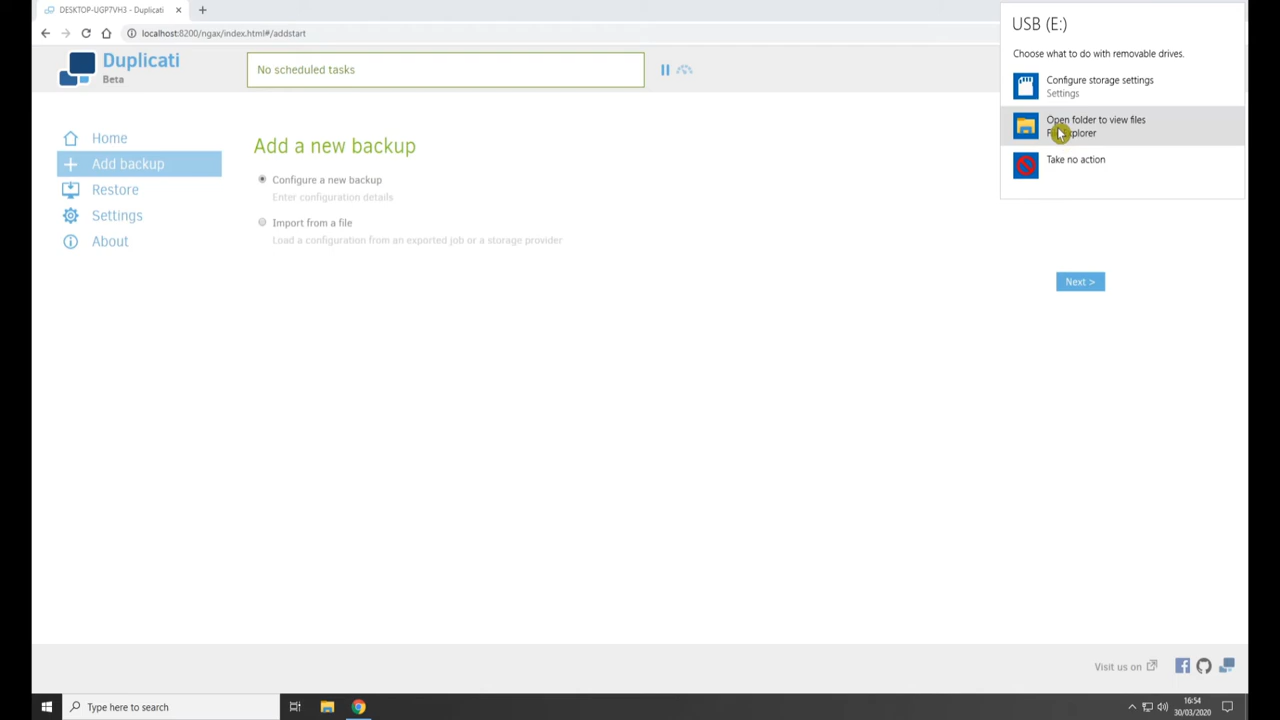 DESKTOP-UGP7VH3 - Duplicati
localhost:8200/ngax/index.html#/addstart
Duplicati
Beta
No scheduled tasks
USB (E:)
Choose what to do with removable drives.
Configure storage settings
Settings
Open folder to view files
Explorer
Take no action
Home
Add backup
Restore
Settings
About
Add a new backup
Configure a new backup
Enter configuration details
Import from a file
Load a configuration from an exported job or a storage provider
Next >
Visit us on
Type here to search
16:54
30/03/2020